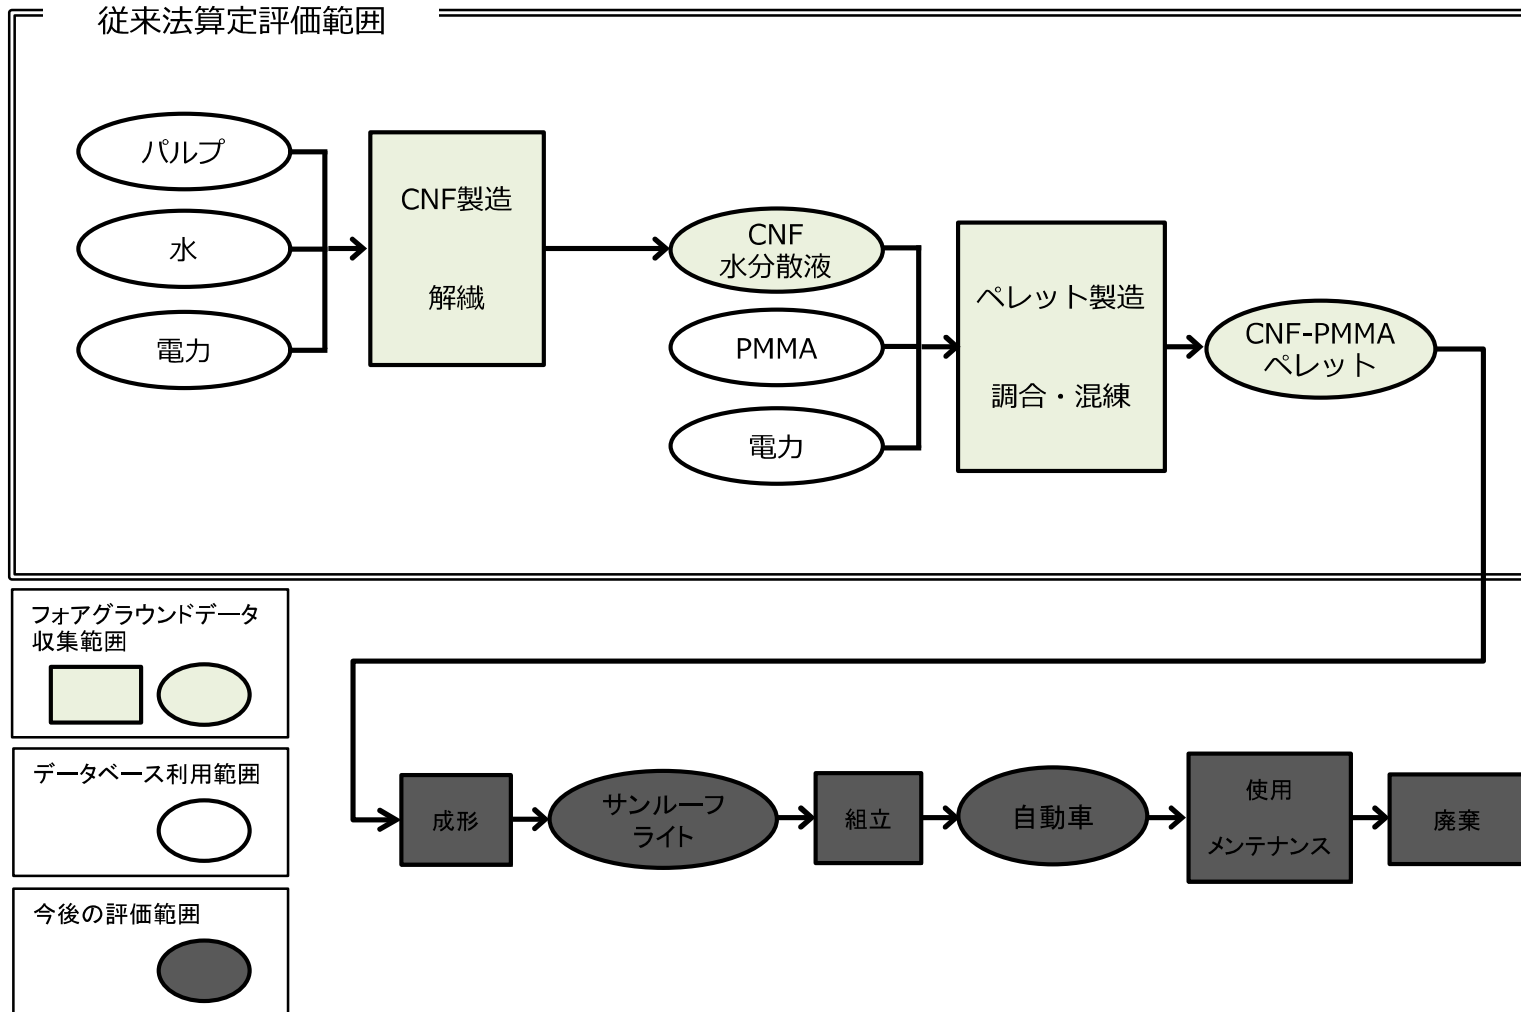 従来法算定評価範囲
パルプ
水
電力
CNF製造
解繊
CNF
水分散液
PMMA
電力
ペレット製造
調合・混練
CNF-PMMA
ペレット
フォアグラウンドデータ
収集範囲
データベース利用範囲
今後の評価範囲
成形
サンルーフ
ライト
組立
自動車
使用
メンテナンス
廃棄